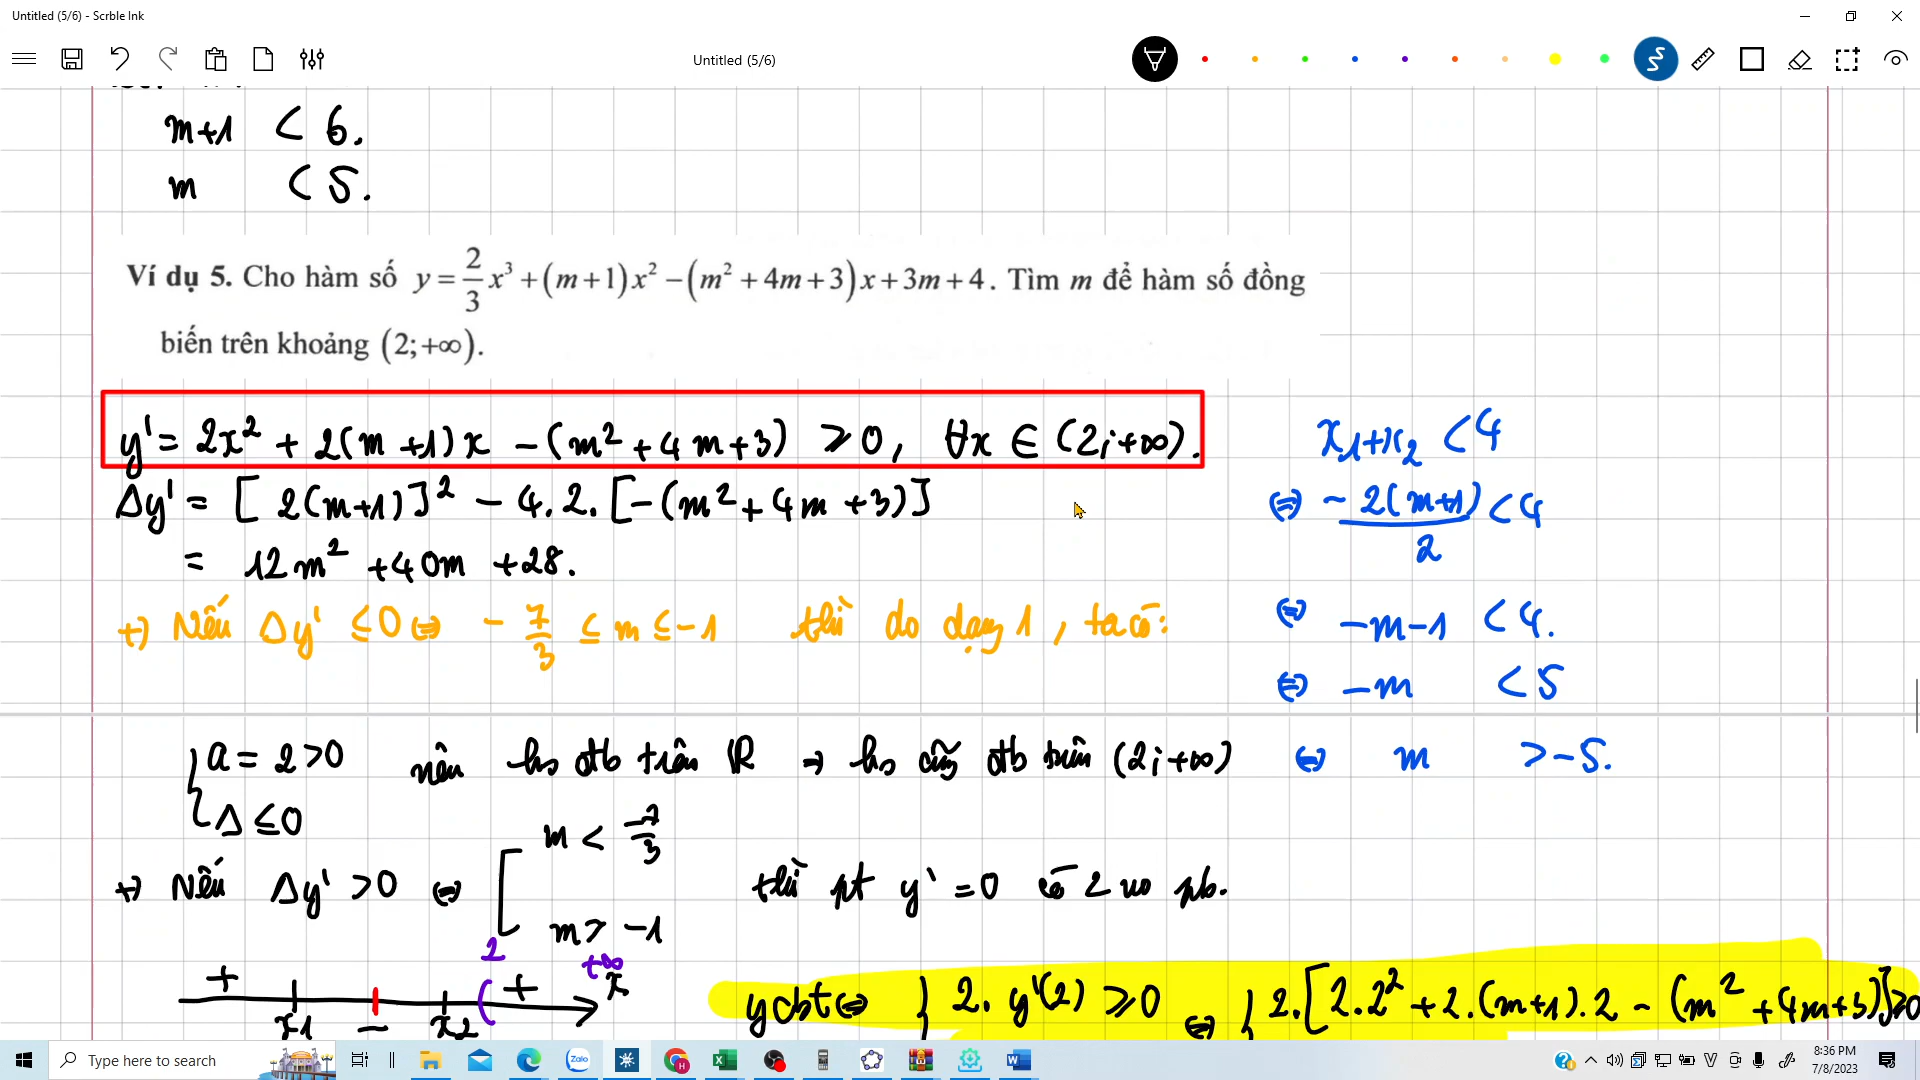 Untitled (5/6) - Scrble Ink
Untitled (5/6)
m+1 < 6.
m < 5.
Ví dụ 5. Cho hàm số y = 2/3 x³ + (m+1)x² − (m² + 4m + 3)x + 3m + 4. Tìm m để hàm số đồng
biến trên khoảng (2;+∞).
y' = 2x² + 2(m+1)x − (m² + 4m + 3) ⩾ 0, ∀x ∈ (2;+∞).
Δy' = [2(m+1)]² − 4.2.[−(m² + 4m + 3)]
= 12m² + 40m + 28.
+) Nếu Δy' ≤ 0 ⇔ − 7/3 ≤ m ≤ −1 thì do dạng 1, ta có:
x₁ + x₂ < 4
⇔ −2(m+1)/2 < 4
⇔ −m−1 < 4.
⇔ −m < 5
⇔ m > −5.
{ a = 2 > 0 nên hs đb trên R → hs cũng đb trên (2;+∞)
Δ ≤ 0
+) Nếu Δy' > 0 ⇔ [ m < −7/3
m > −1
thì pt y' = 0 có 2 no pb.
+ x1 − x2 2 ( + +∞ x
ycbt ⇔ { 2. y'(2) ⩾ 0 ⇔ { 2.[2.2² + 2.(m+1).2 − (m² + 4m + 3)] ⩾ 0
Type here to search
Zalo
8:36 PM
7/8/2023